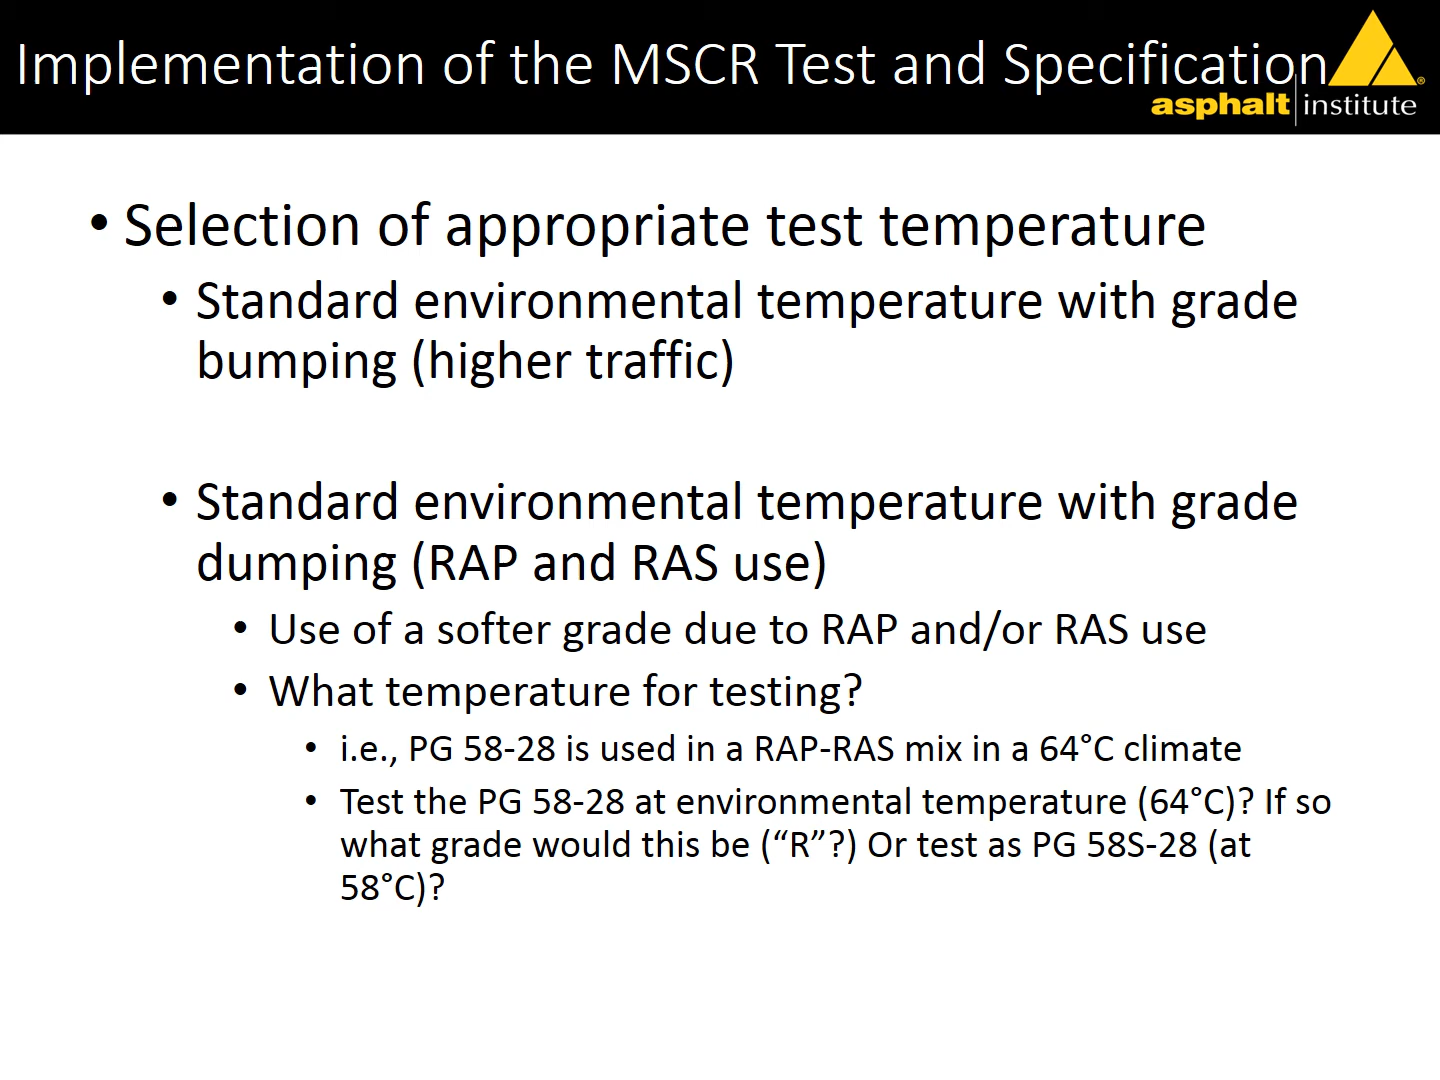 Implementation of the MSCR Test and Specification
asphalt institute®
• Selection of appropriate test temperature
• Standard environmental temperature with grade
bumping (higher traffic)
• Standard environmental temperature with grade
dumping (RAP and RAS use)
• Use of a softer grade due to RAP and/or RAS use
• What temperature for testing?
• i.e., PG 58-28 is used in a RAP-RAS mix in a 64°C climate
• Test the PG 58-28 at environmental temperature (64°C)? If so
what grade would this be (“R”?) Or test as PG 58S-28 (at
58°C)?